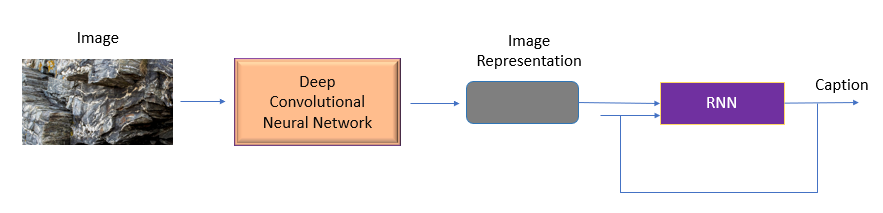 Image
Deep
Convolutional
Neural Network
Image
Representation
RNN
Caption